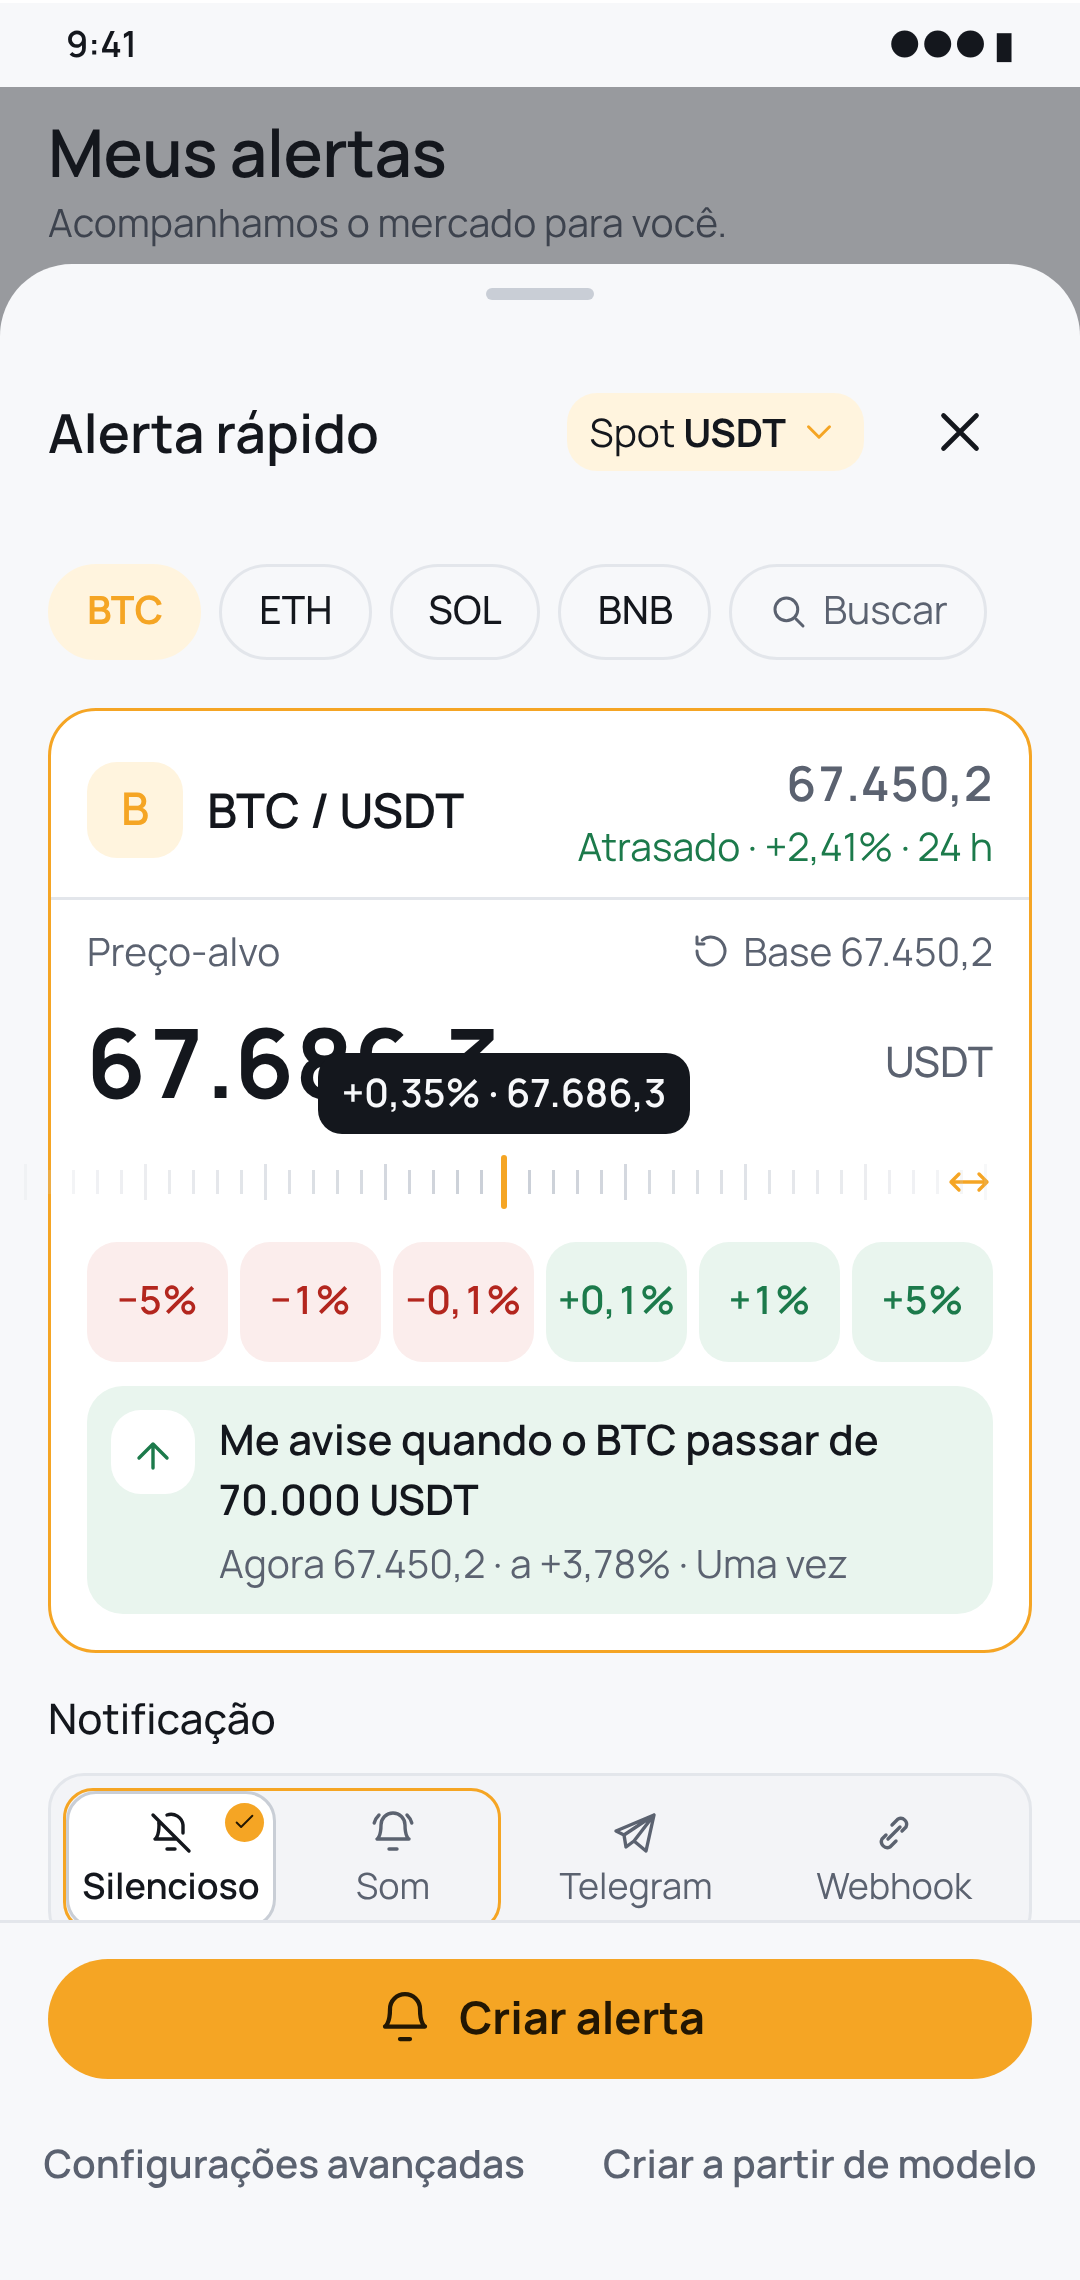 9:41
Meus alertas
Acompanhamos o mercado para você.
Alerta rápido
Spot USDT
BTC
ETH
SOL
BNB
Buscar
B
BTC / USDT
67.450,2
Atrasado · +2,41% · 24 h
Preço-alvo
Base 67.450,2
67.686,3
USDT
+0,35% · 67.686,3
−5%
−1%
−0,1%
+0,1%
+1%
+5%
Me avise quando o BTC passar de
70.000 USDT
Agora 67.450,2 · a +3,78% · Uma vez
Notificação
Silencioso
Som
Telegram
Webhook
Criar alerta
Configurações avançadas
Criar a partir de modelo